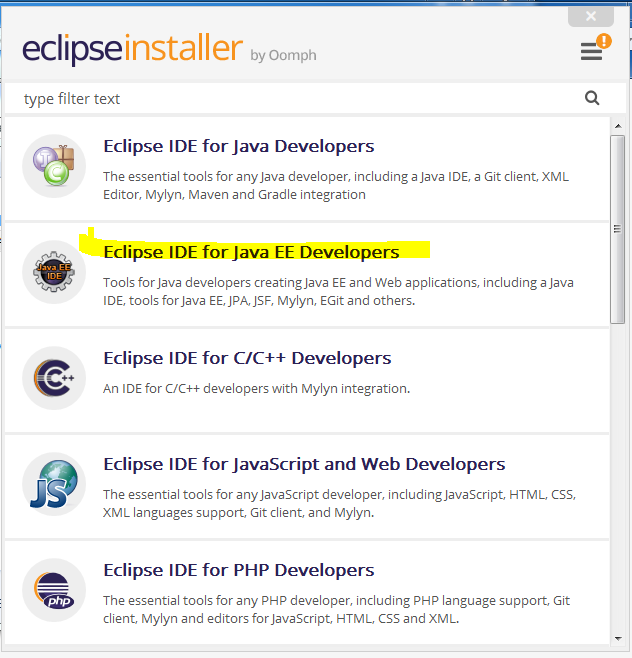 eclipseinstaller by Oomph
type filter text
Eclipse IDE for Java Developers
The essential tools for any Java developer, including a Java IDE, a Git client, XML
Editor, Mylyn, Maven and Gradle integration
Eclipse IDE for Java EE Developers
Tools for Java developers creating Java EE and Web applications, including a Java
IDE, tools for Java EE, JPA, JSF, Mylyn, EGit and others.
Java EE
IDE
Eclipse IDE for C/C++ Developers
An IDE for C/C++ developers with Mylyn integration.
C++
Eclipse IDE for JavaScript and Web Developers
The essential tools for any JavaScript developer, including JavaScript, HTML, CSS,
XML languages support, Git client, and Mylyn.
JS
Eclipse IDE for PHP Developers
The essential tools for any PHP developer, including PHP language support, Git
client, Mylyn and editors for JavaScript, HTML, CSS and XML.
php